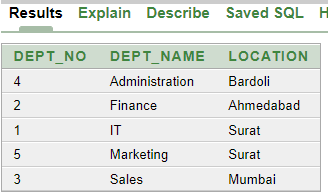 Results Explain Describe Saved SQL H
DEPT_NO DEPT_NAME LOCATION
4 Administration Bardoli
2 Finance Ahmedabad
1 IT Surat
5 Marketing Surat
3 Sales Mumbai